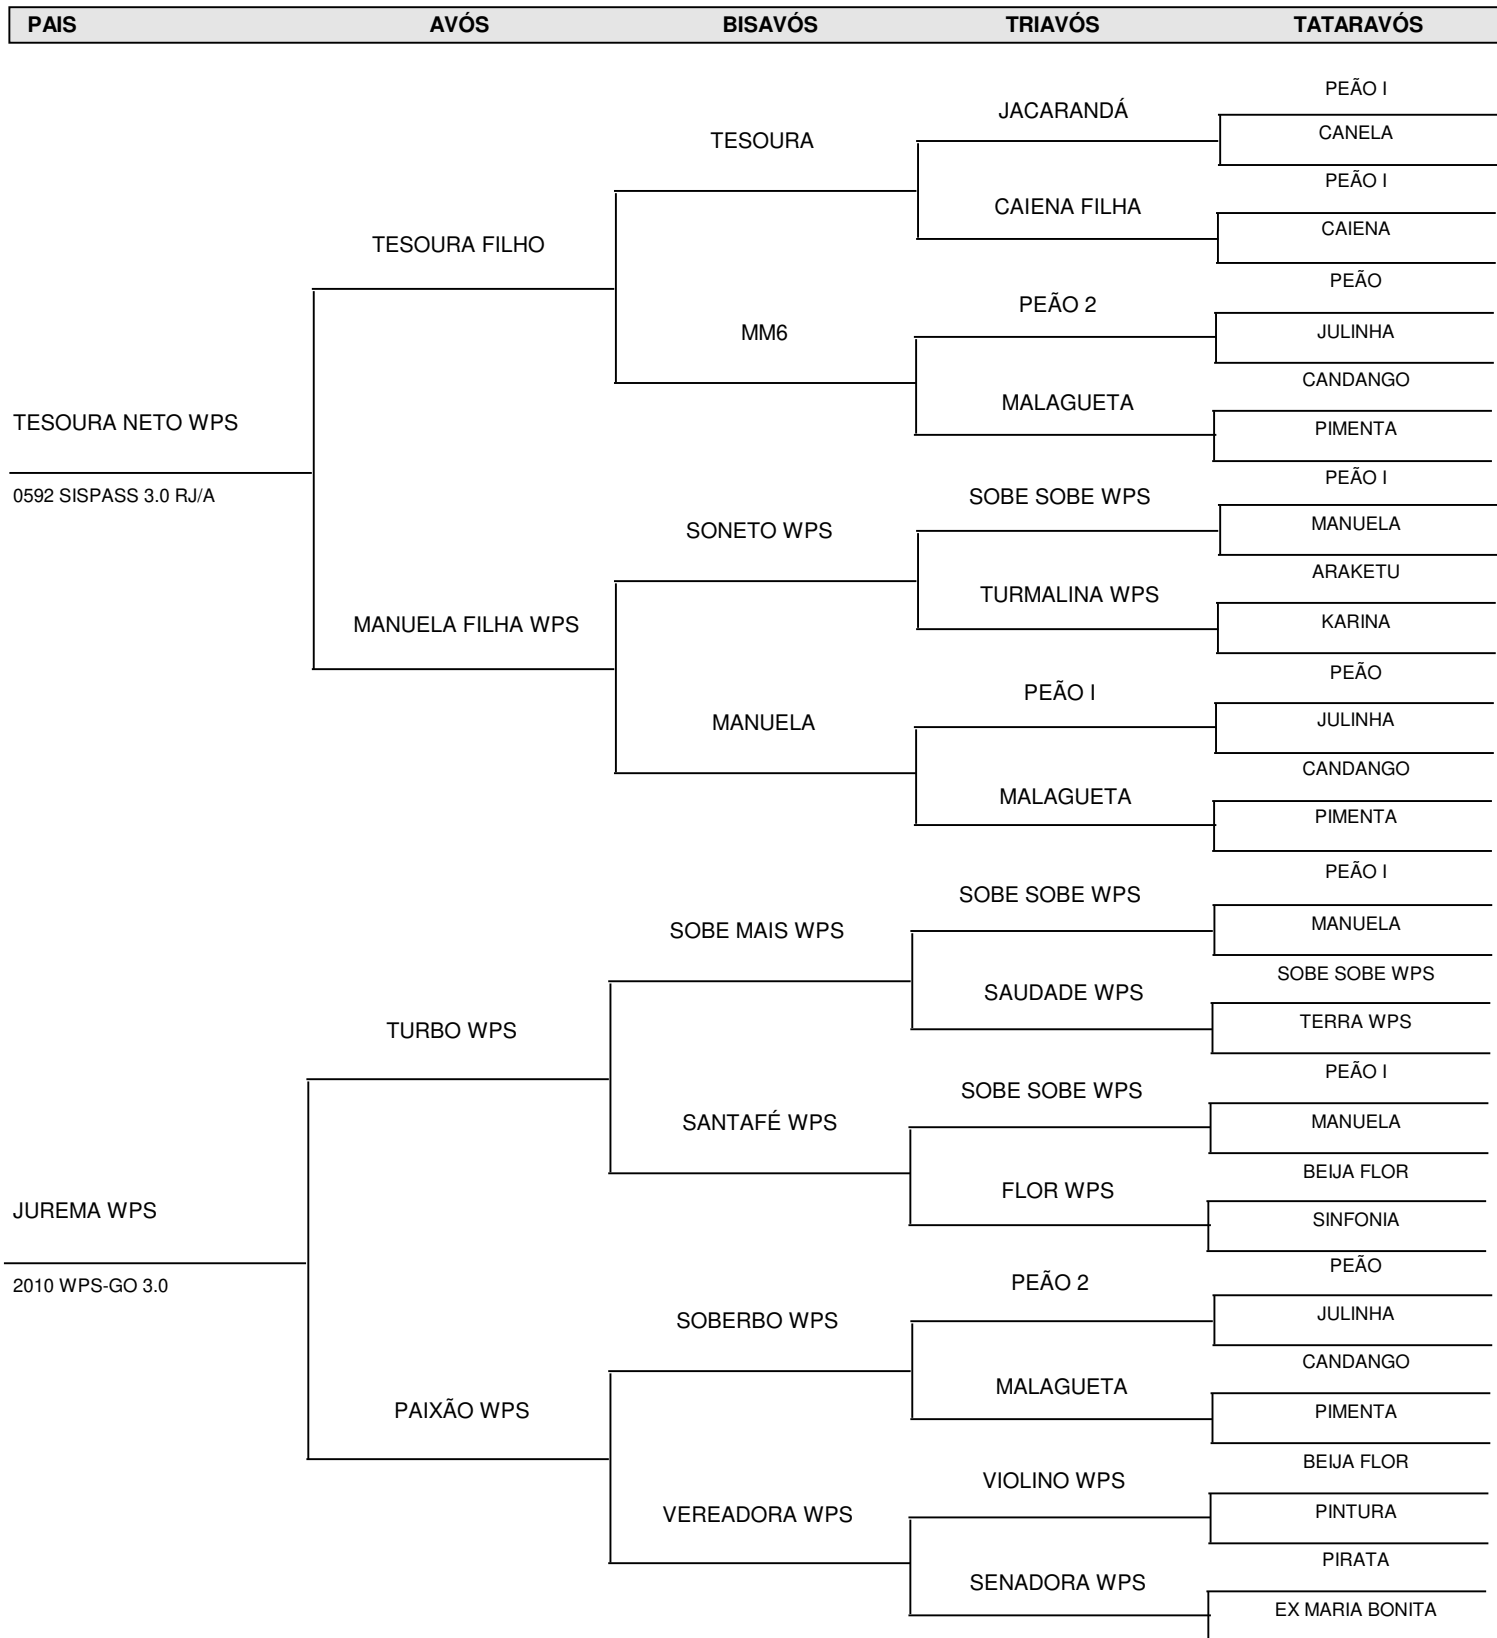 PAIS AVÓS BISAVÓS TRIAVÓS TATARAVÓS
PEÃO I
JACARANDÁ
CANELA
TESOURA
PEÃO I
CAIENA FILHA
CAIENA
TESOURA FILHO
PEÃO
PEÃO 2
MM6
JULINHA
CANDANGO
MALAGUETA
TESOURA NETO WPS
PIMENTA
PEÃO I
0592 SISPASS 3.0 RJ/A
SOBE SOBE WPS
MANUELA
SONETO WPS
ARAKETU
TURMALINA WPS
KARINA
MANUELA FILHA WPS
PEÃO
PEÃO I
JULINHA
MANUELA
CANDANGO
MALAGUETA
PIMENTA
PEÃO I
SOBE SOBE WPS
MANUELA
SOBE MAIS WPS
SOBE SOBE WPS
SAUDADE WPS
TERRA WPS
TURBO WPS
PEÃO I
SOBE SOBE WPS
MANUELA
SANTAFÉ WPS
BEIJA FLOR
FLOR WPS
JUREMA WPS
SINFONIA
PEÃO
2010 WPS-GO 3.0
PEÃO 2
JULINHA
SOBERBO WPS
CANDANGO
MALAGUETA
PAIXÃO WPS
PIMENTA
BEIJA FLOR
VIOLINO WPS
PINTURA
VEREADORA WPS
PIRATA
SENADORA WPS
EX MARIA BONITA